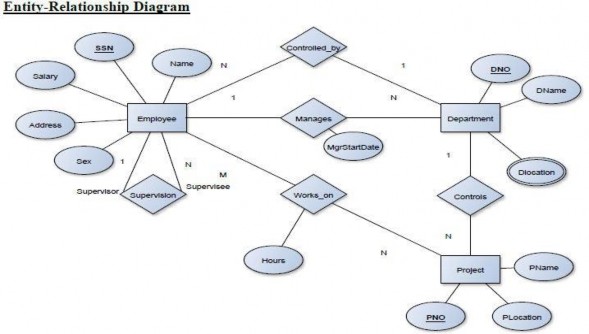 Entity-Relationship Diagram
SSN
Name
Salary
Address
Sex
Employee
N
Controlled_by
1
1
Manages
N
MgrStartDate
DNO
DName
Department
Dlocation
1
Supervisor
N
Supervisee
Supervision
M
Works_on
N
Hours
1
Controls
N
Project
PName
PNO
PLocation